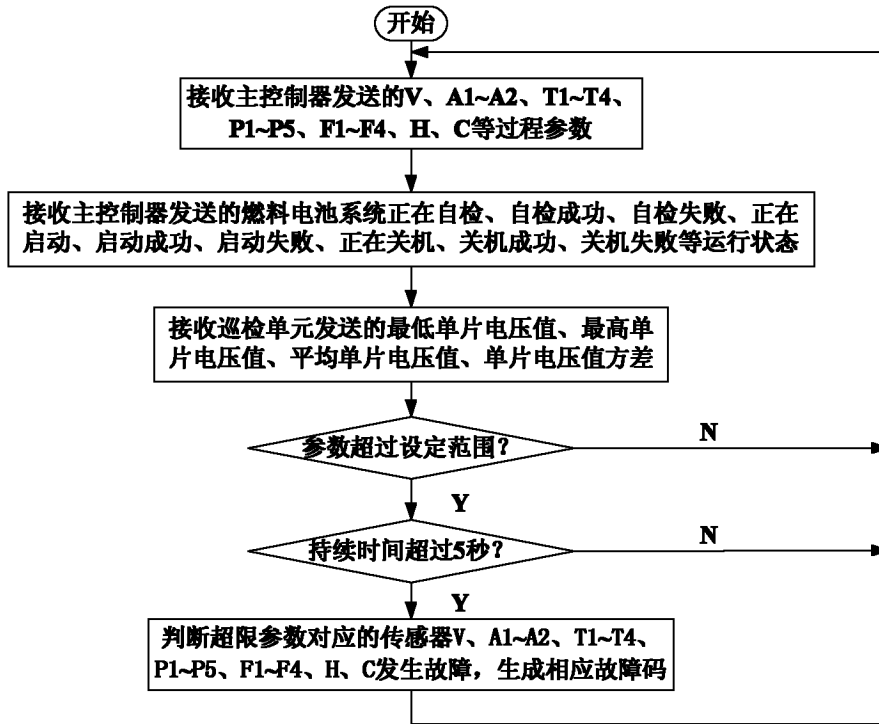 开始
接收主控制器发送的V、A1~A2、T1~T4、
P1~P5、F1~F4、H、C等过程参数
接收主控制器发送的燃料电池系统正在自检、自检成功、自检失败、正在
启动、启动成功、启动失败、正在关机、关机成功、关机失败等运行状态
接收巡检单元发送的最低单片电压值、最高单
片电压值、平均单片电压值、单片电压值方差
参数超过设定范围？
N
Y
持续时间超过5秒？
N
Y
判断超限参数对应的传感器V、A1~A2、T1~T4、
P1~P5、F1~F4、H、C发生故障，生成相应故障码